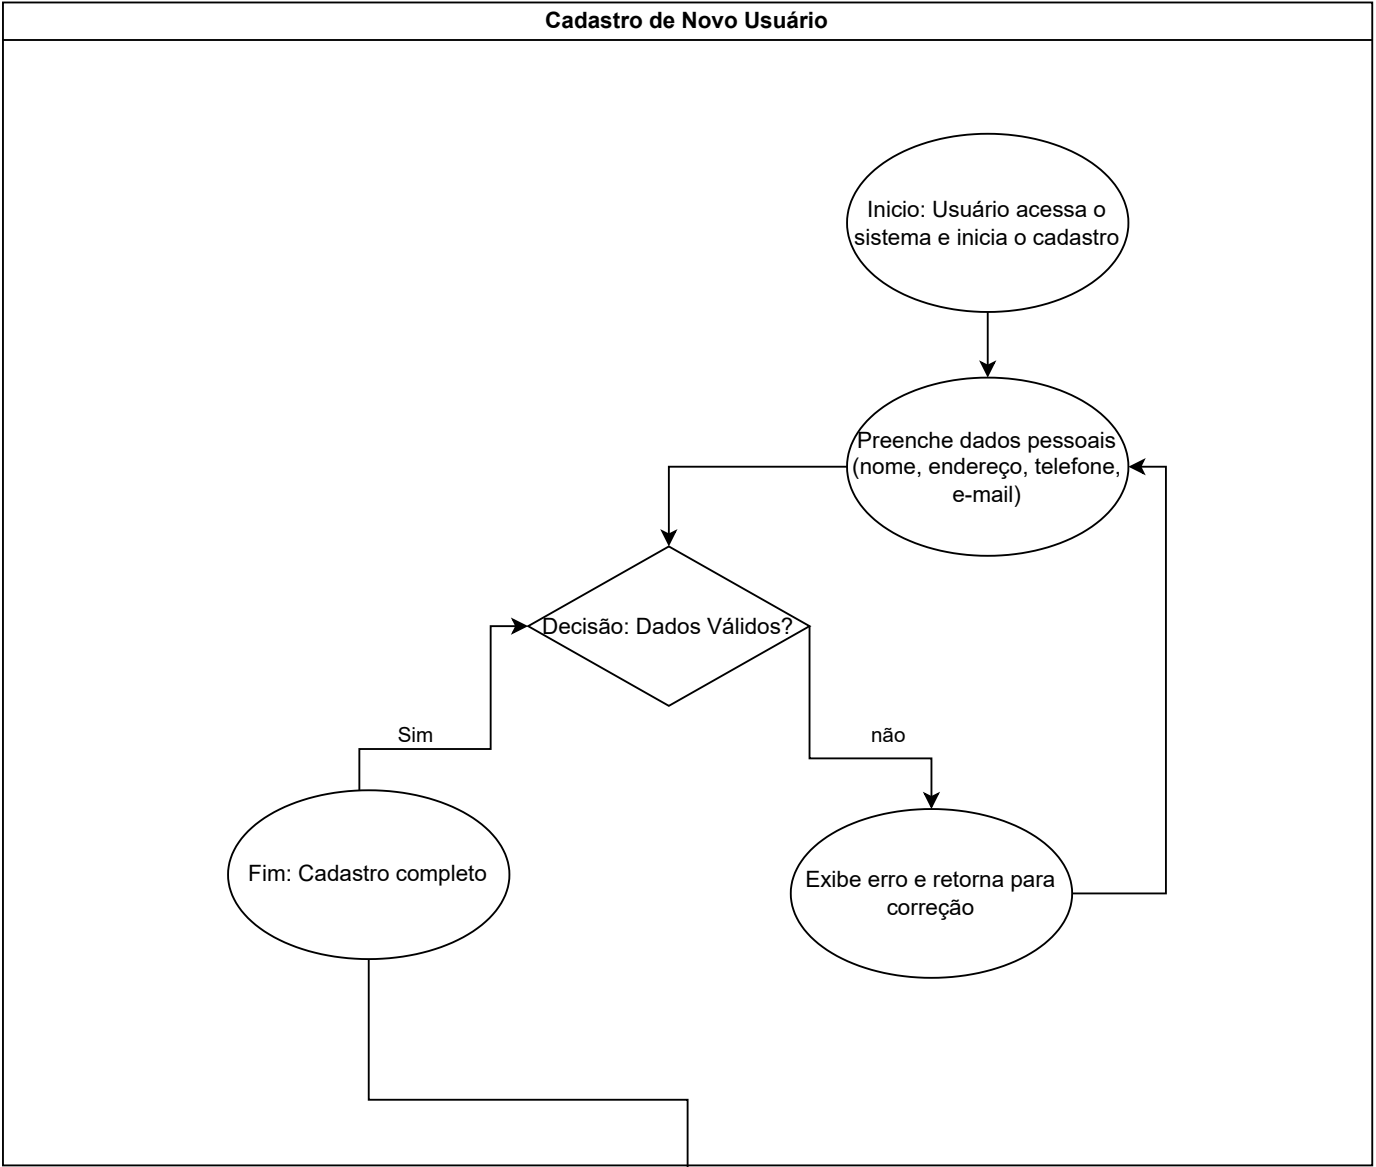 Cadastro de Novo Usuário
Inicio: Usuário acessa o
sistema e inicia o cadastro
Preenche dados pessoais
(nome, endereço, telefone,
e-mail)
Decisão: Dados Válidos?
Sim
não
Fim: Cadastro completo
Exibe erro e retorna para
correção